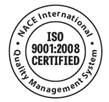 NACE International
ISO
9001:2008
CERTIFIED
Quality Management System